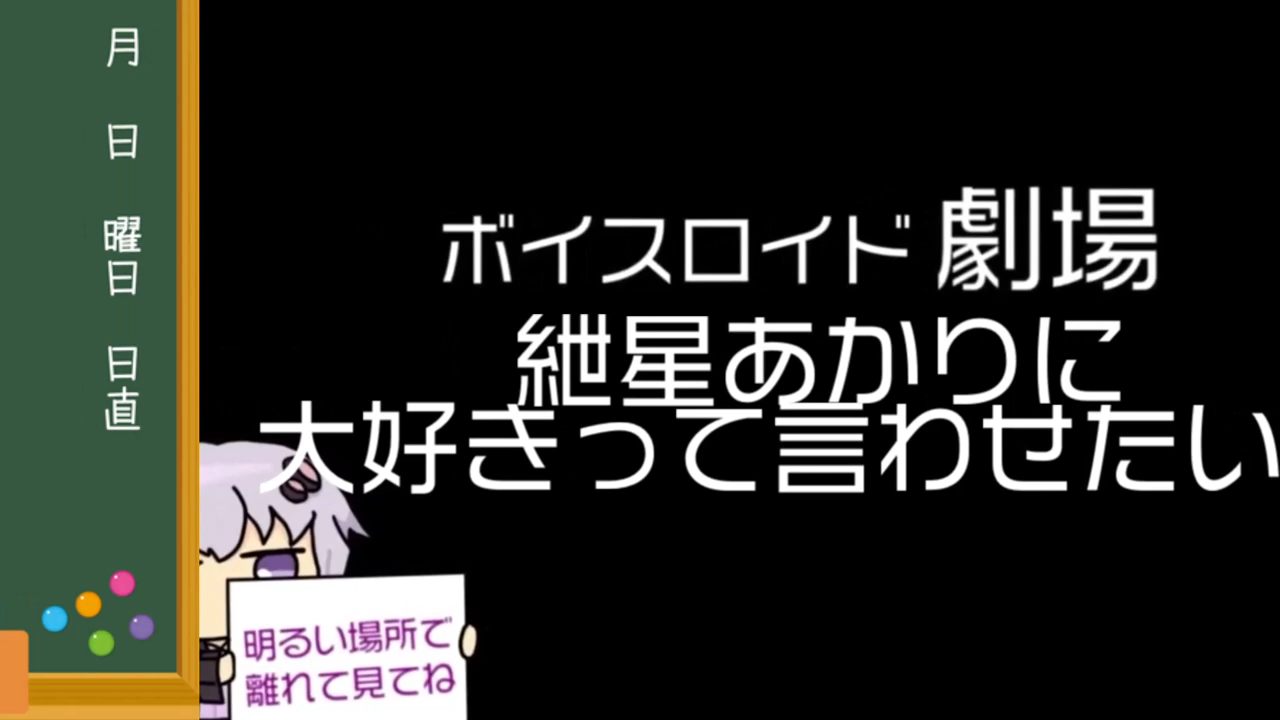 月 日 曜日 日直
ボイスロイド劇場
紲星あかりに
大好きって言わせたい
明るい場所で
離れて見てね